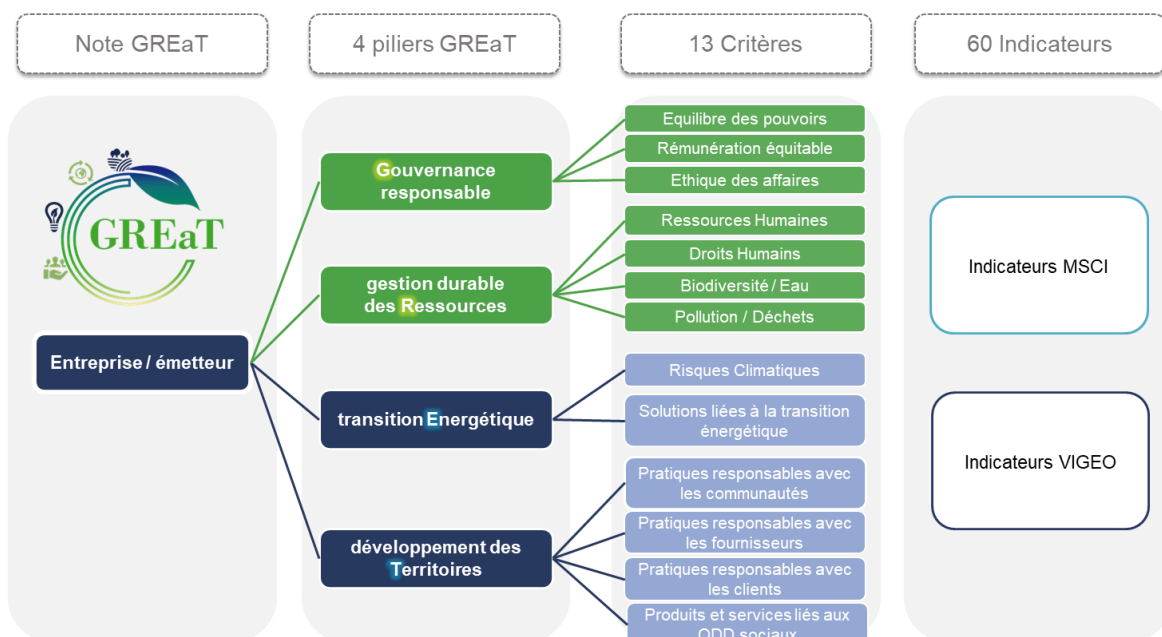 Note GREaT
4 piliers GREaT
13 Critères
60 Indicateurs
GREaT
Entreprise / émetteur
Gouvernance
responsable
gestion durable
des Ressources
transition Energétique
développement des
Territoires
Equilibre des pouvoirs
Rémunération équitable
Ethique des affaires
Ressources Humaines
Droits Humains
Biodiversité / Eau
Pollution / Déchets
Risques Climatiques
Solutions liées à la transition
énergétique
Pratiques responsables avec
les communautés
Pratiques responsables avec
les fournisseurs
Pratiques responsables avec
les clients
Produits et services liés aux
ODD sociaux
Indicateurs MSCI
Indicateurs VIGEO